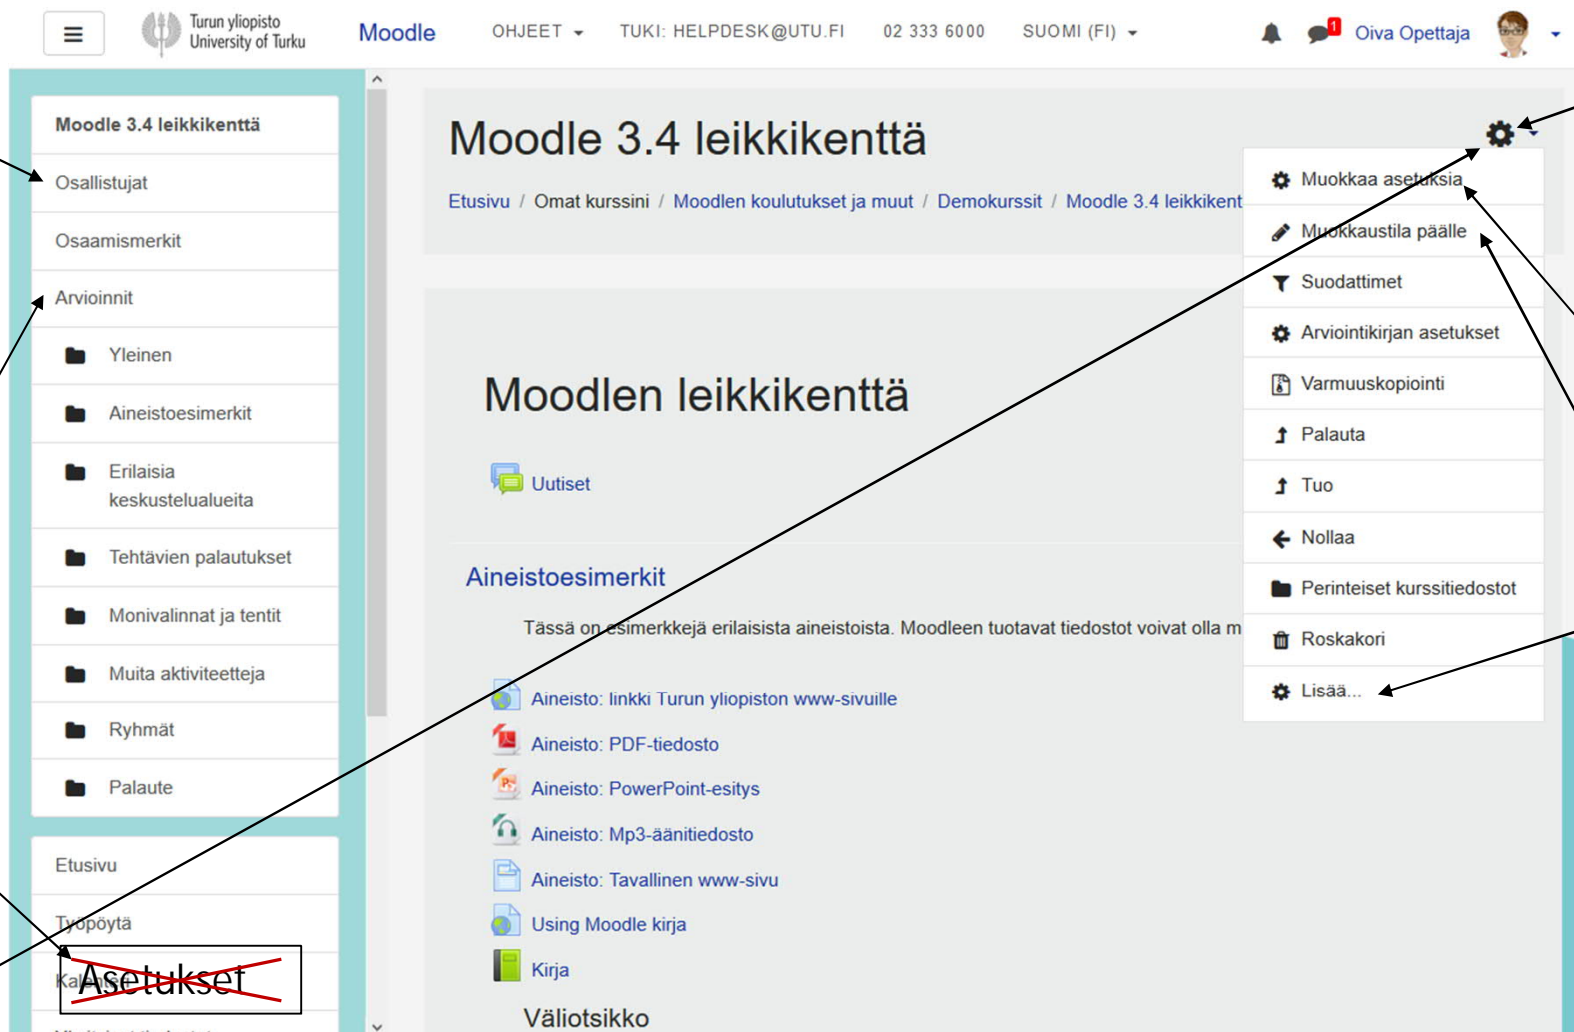 Turun yliopisto
University of Turku
Moodle
OHJEET
TUKI: HELPDESK@UTU.FI
02 333 6000
SUOMI (FI)
1
Oiva Opettaja
Moodle 3.4 leikkikenttä
Osallistujat
Osaamismerkit
Arvioinnit
Yleinen
Aineistoesimerkit
Erilaisia
keskustelualueita
Tehtävien palautukset
Monivalinnat ja tentit
Muita aktiviteetteja
Ryhmät
Palaute
Etusivu
Työpöytä
Asetukset
Moodle 3.4 leikkikenttä
Etusivu / Omat kurssini / Moodlen koulutukset ja muut / Demokurssit / Moodle 3.4 leikkikent
Muokkaa asetuksia
Muokkaustila päälle
Suodattimet
Arviointikirjan asetukset
Varmuuskopiointi
Palauta
Tuo
Nollaa
Perinteiset kurssitiedostot
Roskakori
Lisää...
Moodlen leikkikenttä
Uutiset
Aineistoesimerkit
Tässä on esimerkkejä erilaisista aineistoista. Moodleen tuotavat tiedostot voivat olla m
Aineisto: linkki Turun yliopiston www-sivuille
Aineisto: PDF-tiedosto
Aineisto: PowerPoint-esitys
Aineisto: Mp3-äänitiedosto
Aineisto: Tavallinen www-sivu
Using Moodle kirja
Kirja
Väliotsikko